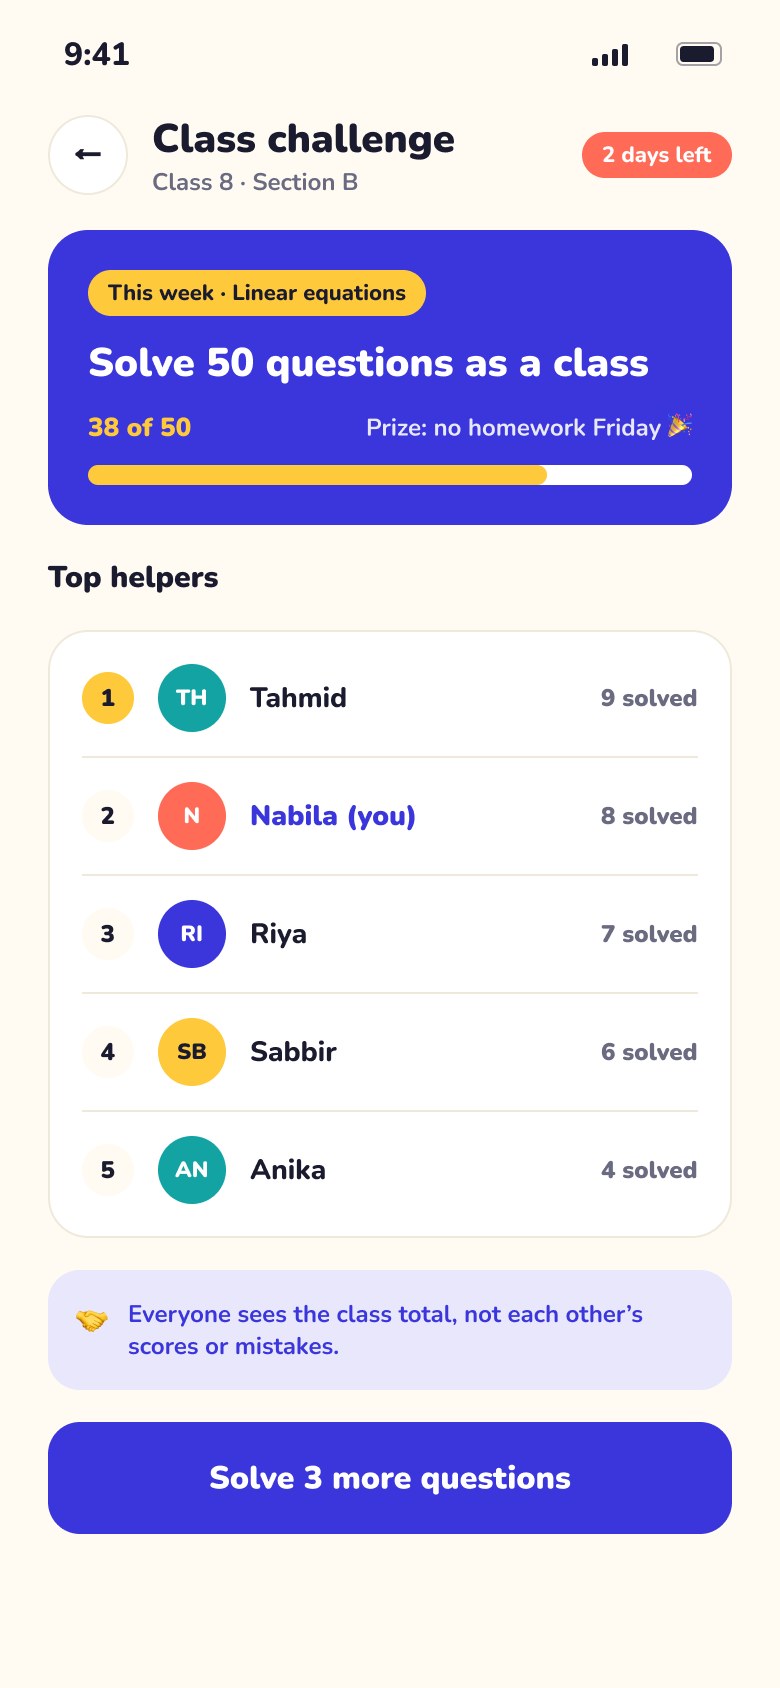 9:41
←
Class challenge
2 days left
Class 8 · Section B
This week · Linear equations
Solve 50 questions as a class
38 of 50
Prize: no homework Friday 🎉
Top helpers
1 TH Tahmid 9 solved
2 N Nabila (you) 8 solved
3 RI Riya 7 solved
4 SB Sabbir 6 solved
5 AN Anika 4 solved
🤝 Everyone sees the class total, not each other’s
scores or mistakes.
Solve 3 more questions